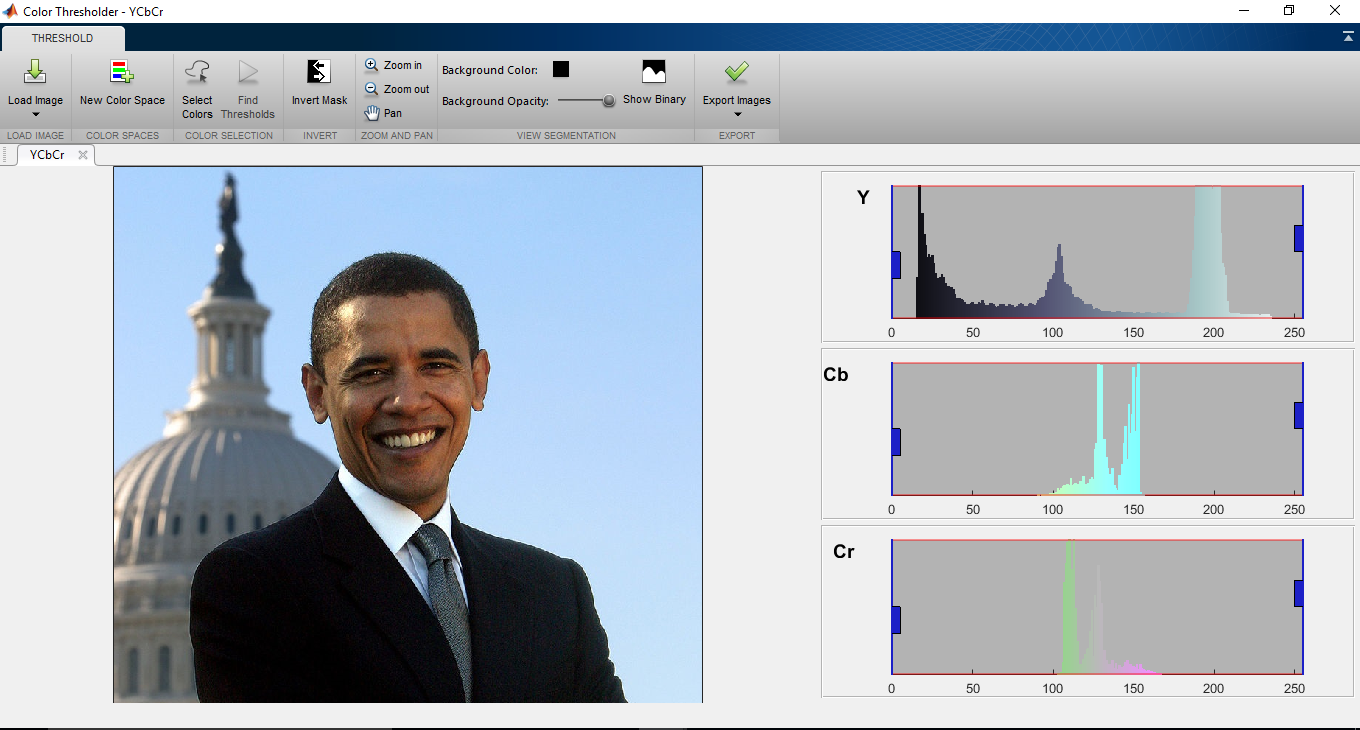 Color Thresholder - YCbCr
THRESHOLD
Load Image
New Color Space
Select
Colors
Find
Thresholds
Invert Mask
Zoom in
Zoom out
Pan
Background Color:
Background Opacity:
Show Binary
Export Images
LOAD IMAGE
COLOR SPACES
COLOR SELECTION
INVERT
ZOOM AND PAN
VIEW SEGMENTATION
EXPORT
YCbCr
Y
0 50 100 150 200 250
Cb
0 50 100 150 200 250
Cr
0 50 100 150 200 250